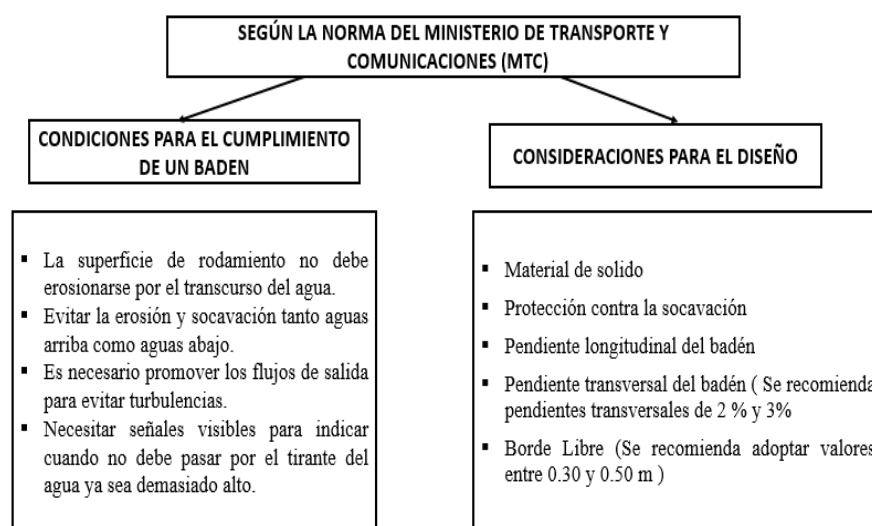 SEGÚN LA NORMA DEL MINISTERIO DE TRANSPORTE Y
COMUNICACIONES (MTC)
CONDICIONES PARA EL CUMPLIMIENTO
DE UN BADEN
▪ La superficie de rodamiento no debe
erosionarse por el transcurso del agua.
▪ Evitar la erosión y socavación tanto aguas
arriba como aguas abajo.
▪ Es necesario promover los flujos de salida
para evitar turbulencias.
▪ Necesitar señales visibles para indicar
cuando no debe pasar por el tirante del
agua ya sea demasiado alto.
CONSIDERACIONES PARA EL DISEÑO
▪ Material de solido
▪ Protección contra la socavación
▪ Pendiente longitudinal del badén
▪ Pendiente transversal del badén ( Se recomienda
pendientes transversales de 2 % y 3%
▪ Borde Libre (Se recomienda adoptar valores
entre 0.30 y 0.50 m )